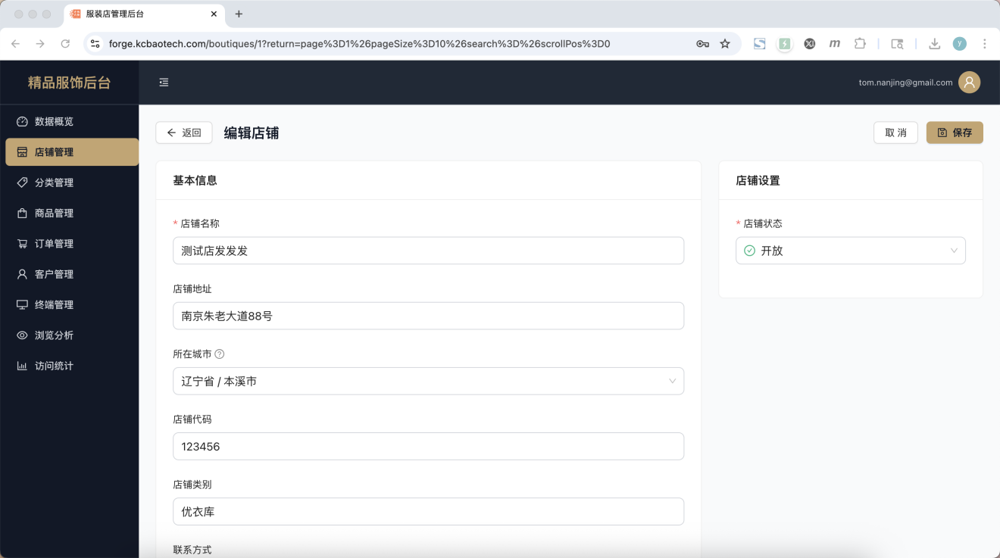 服装店管理后台
forge.kcbaotech.com/boutiques/1?return=page%3D1%26pageSize%3D10%26search%3D%26scrollPos%3D0
m
y
精品服饰后台
tom.nanjing@gmail.com
数据概览
店铺管理
分类管理
商品管理
订单管理
客户管理
终端管理
浏览分析
访问统计
返回
编辑店铺
取 消
保存
基本信息
* 店铺名称
测试店发发发
店铺地址
南京朱老大道88号
所在城市
辽宁省 / 本溪市
店铺代码
123456
店铺类别
优衣库
联系方式
店铺设置
* 店铺状态
开放